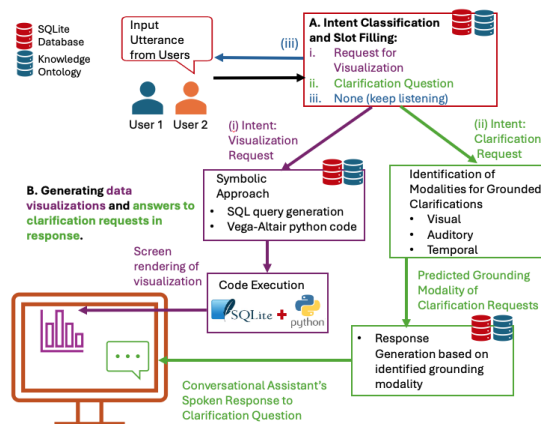 SQLite
Database
Knowledge
Ontology
Input
Utterance
from Users
User 1
User 2
(iii)
A. Intent Classification
and Slot Filling:
i. Request for
Visualization
ii. Clarification Question
iii. None (keep listening)
(i) Intent:
Visualization
Request
(ii) Intent:
Clarification
Request
B. Generating data
visualizations and answers to
clarification requests in
response.
Symbolic
Approach
• SQL query generation
• Vega-Altair python code
Identification of
Modalities for Grounded
Clarifications
• Visual
• Auditory
• Temporal
Screen
rendering of
visualization
Code Execution
SQLite + python
Predicted Grounding
Modality of
Clarification Requests
• Response
Generation based on
identified grounding
modality
Conversational Assistant's
Spoken Response to
Clarification Question